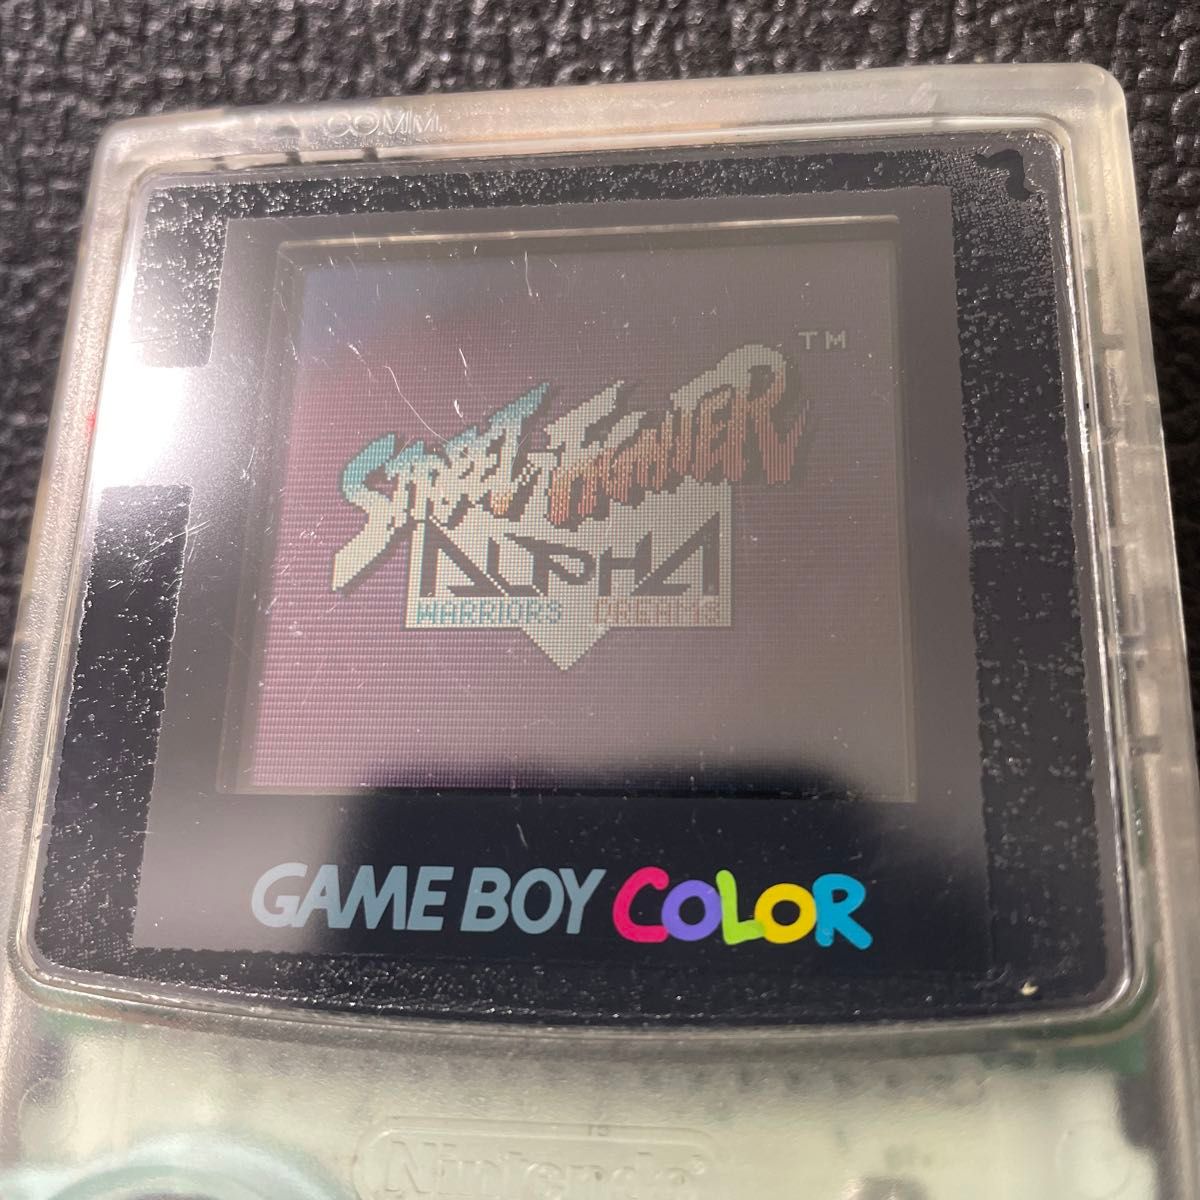 COMM.
TM
STREET FIGHTER
ALPHA
WARRIORS DREAMS
GAME BOY COLOR
Nintendo